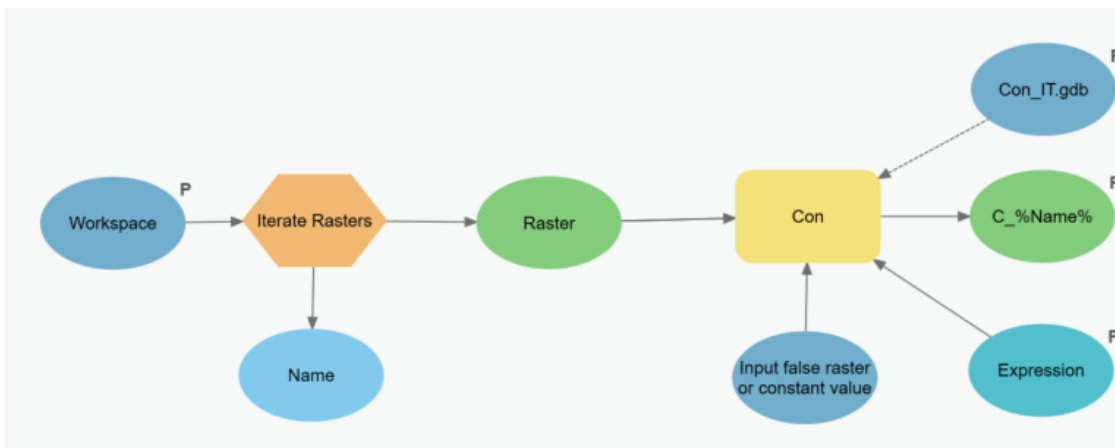 P
Con_IT.gdb
P
Workspace
Iterate Rasters
Raster
Con
C_%Name%
Name
Input false raster
or constant value
Expression